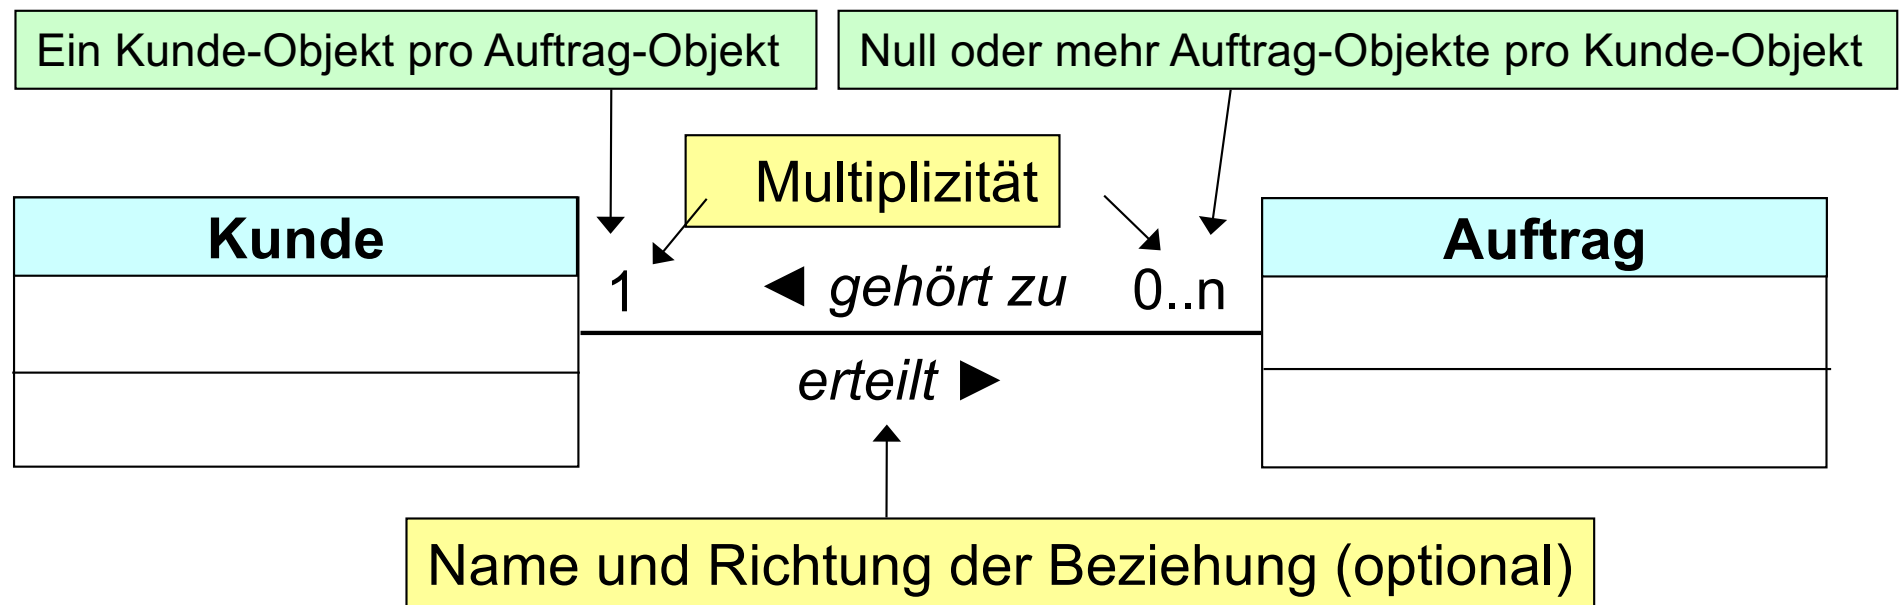 Ein Kunde-Objekt pro Auftrag-Objekt
Null oder mehr Auftrag-Objekte pro Kunde-Objekt
Multiplizität
Kunde
Auftrag
1
◄ gehört zu
0..n
erteilt ►
Name und Richtung der Beziehung (optional)